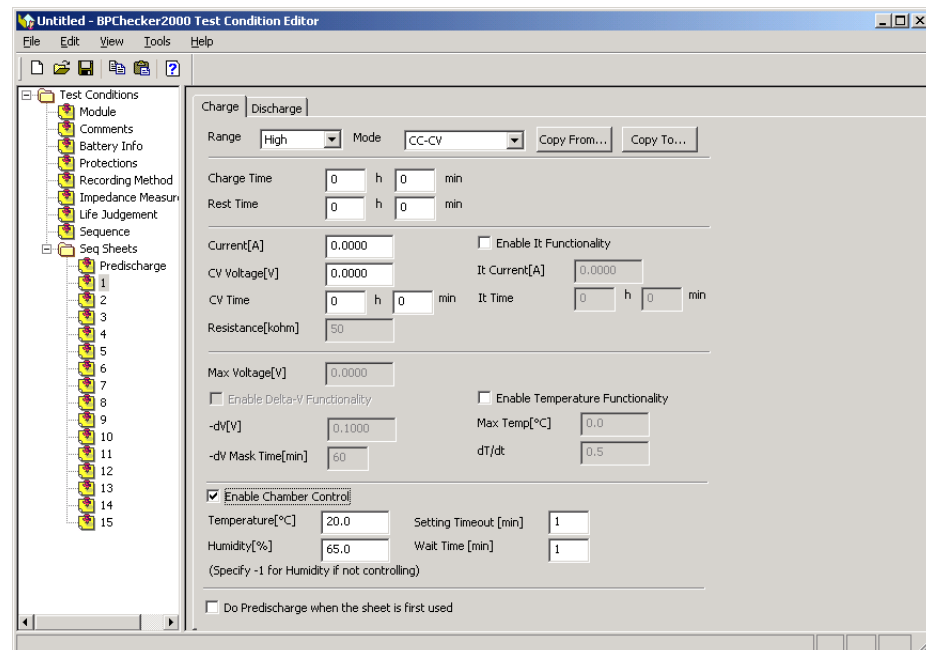 Untitled - BPChecker2000 Test Condition Editor
File Edit View Tools Help
Test Conditions
Module
Comments
Battery Info
Protections
Recording Method
Impedance Measur
Life Judgement
Sequence
Seq Sheets
Predischarge
1
2
3
4
5
6
7
8
9
10
11
12
13
14
15
Charge Discharge
Range High Mode CC-CV Copy From... Copy To...
Charge Time 0 h 0 min
Rest Time 0 h 0 min
Current[A] 0.0000 Enable It Functionality
CV Voltage[V] 0.0000 It Current[A] 0.0000
CV Time 0 h 0 min It Time 0 h 0 min
Resistance[kohm] 50
Max Voltage[V] 0.0000
Enable Delta-V Functionality Enable Temperature Functionality
-dV[V] 0.1000 Max Temp[°C] 0.0
-dV Mask Time[min] 60 dT/dt 0.5
Enable Chamber Control
Temperature[°C] 20.0 Setting Timeout [min] 1
Humidity[%] 65.0 Wait Time [min] 1
(Specify -1 for Humidity if not controlling)
Do Predischarge when the sheet is first used